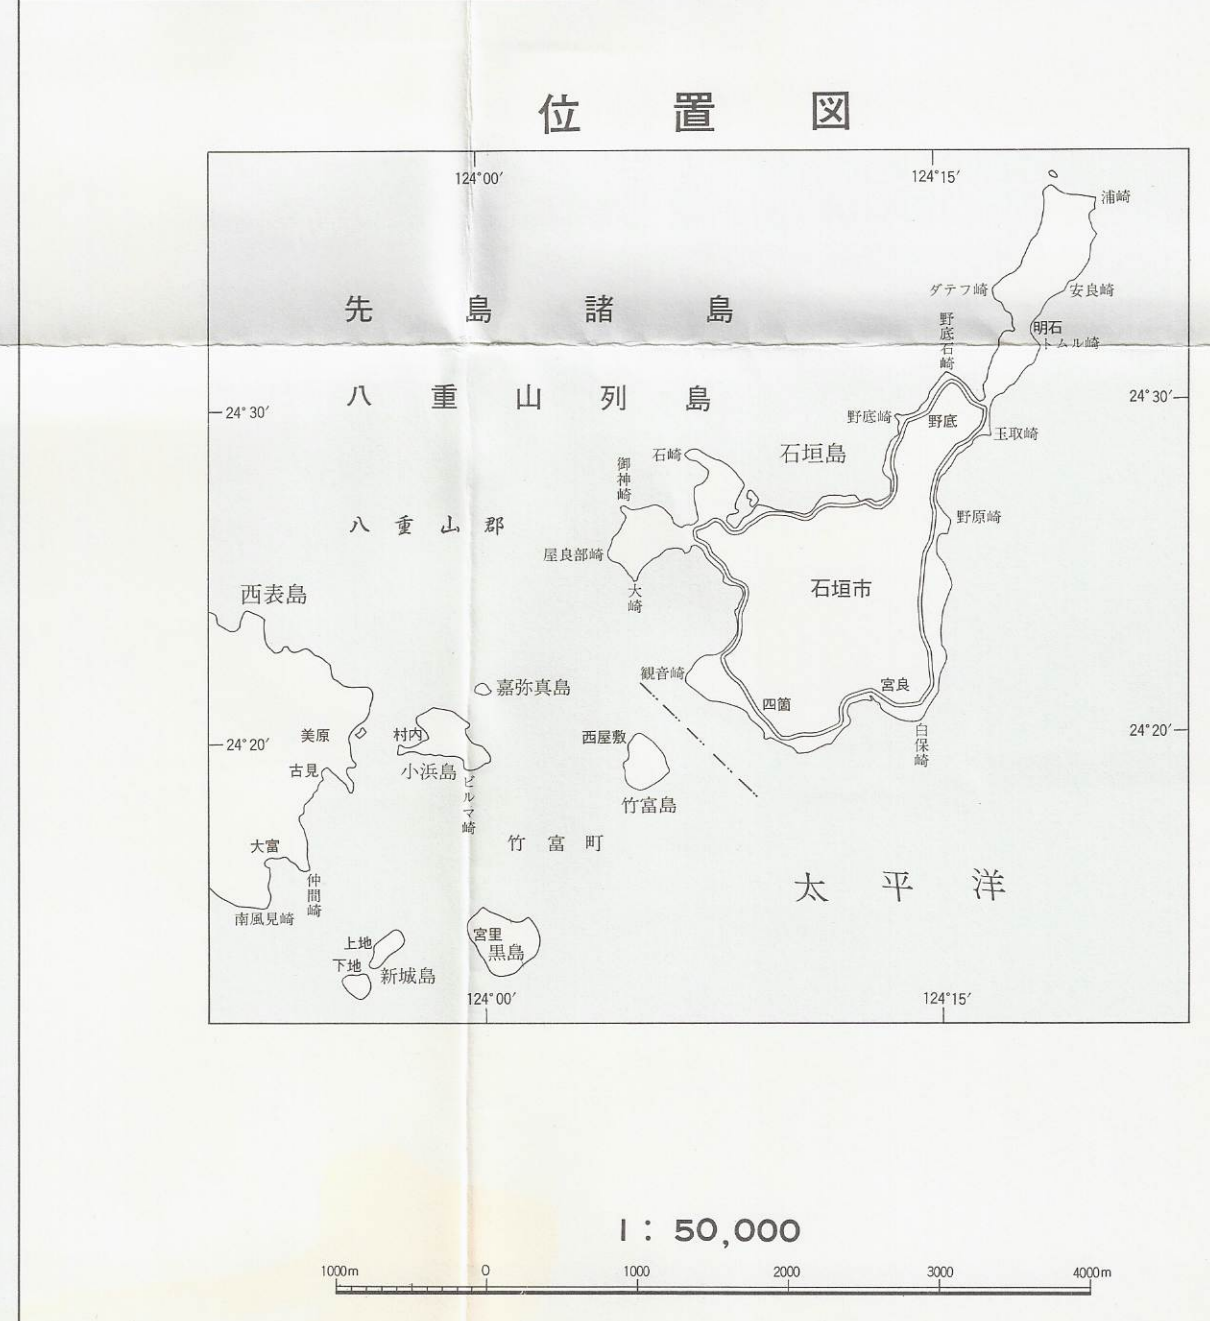 位置図
124°00′
124°15′
浦崎
先島諸島
ダテフ崎
安良崎
野底石崎
明石
トムル崎
八重山列島
24°30′
24°30′
野底崎
野底
玉取崎
石垣島
石崎
御神崎
八重山郡
野原崎
屋良部崎
大崎
石垣市
西表島
観音崎
嘉弥真島
宮良
四箇
美原
24°20′
村内
西屋敷
24°20′
白保崎
古見
小浜島
ビルマ崎
竹富島
竹富町
大富
仲間崎
太平洋
南風見崎
上地
宮里
黒島
下地
新城島
124°00′
124°15′
1: 50,000
1000m 0 1000 2000 3000 4000m